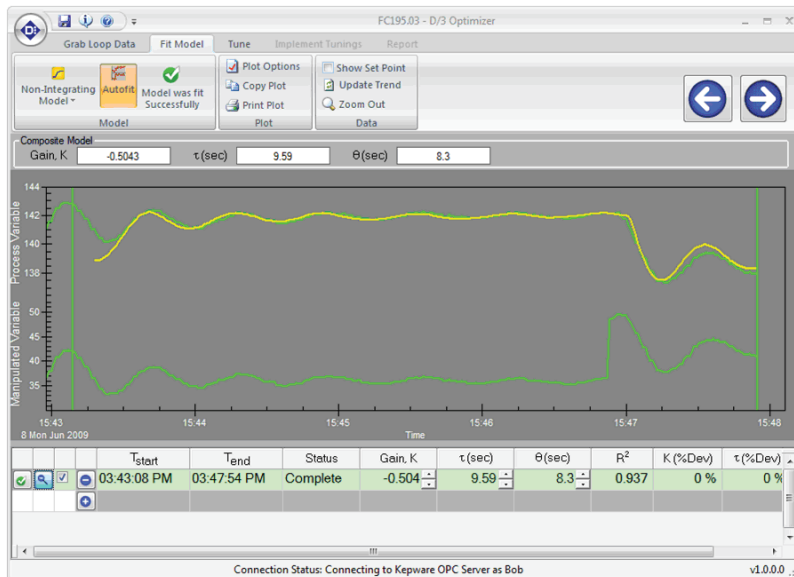 FC195.03 - D/3 Optimizer
Grab Loop Data Fit Model Tune Implement Tunings Report
Non-Integrating Model
Autofit
Model was fit Successfully
Model
Plot Options
Copy Plot
Print Plot
Plot
Show Set Point
Update Trend
Zoom Out
Data
Composite Model
Gain, K -0.5043 τ(sec) 9.59 θ(sec) 8.3
Process Variable
144
142
140
138
Manipulated Variable
50
45
40
35
15:43 15:44 15:45 15:46 15:47 15:48
8 Mon Jun 2009 Time
Tstart Tend Status Gain, K τ(sec) θ(sec) R² K (%Dev) τ(%Dev)
03:43:08 PM 03:47:54 PM Complete -0.504 9.59 8.3 0.937 0 % 0 %
Connection Status: Connecting to Kepware OPC Server as Bob v1.0.0.0